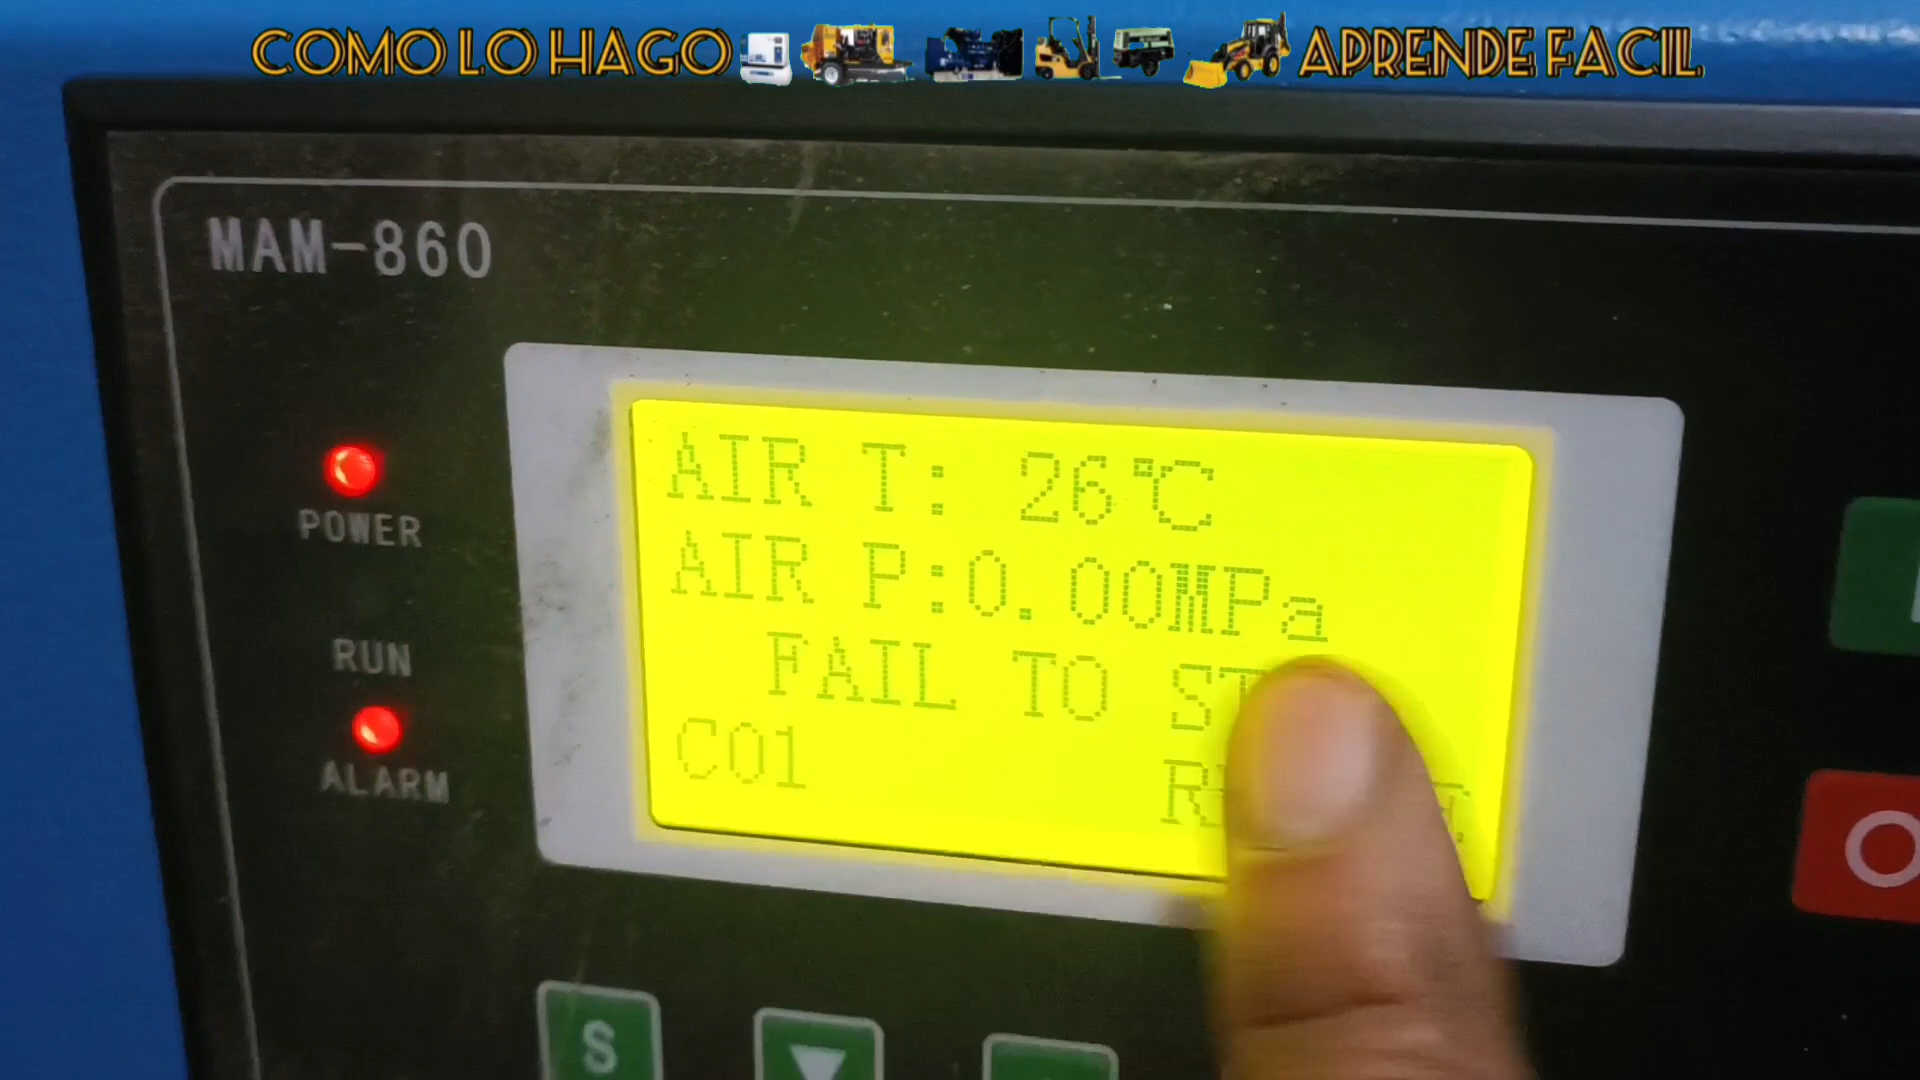 COMO LO HAGO APRENDE FACIL
MAM-860
POWER
RUN
ALARM
AIR T: 26℃
AIR P:0.00MPa
FAIL TO
C01
S